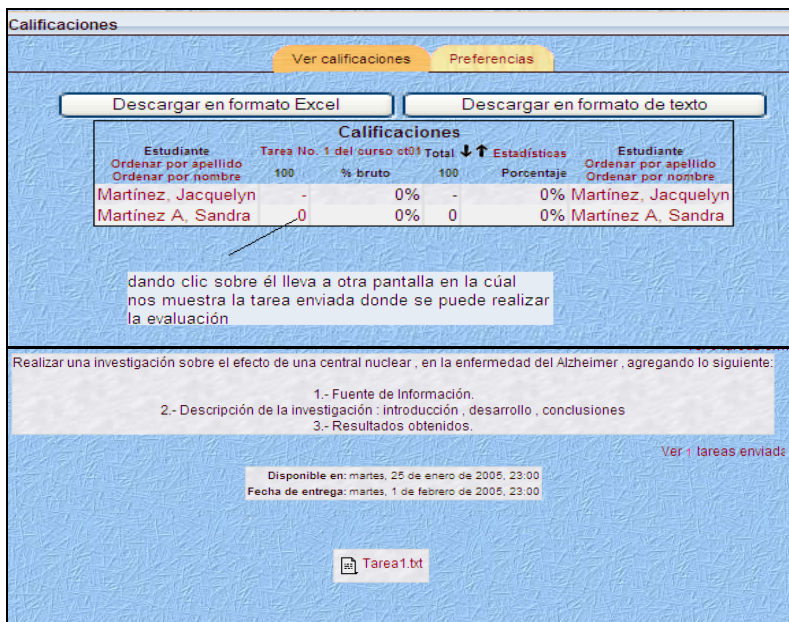 Calificaciones
Ver calificaciones Preferencias
Descargar en formato Excel Descargar en formato de texto
Calificaciones
Estudiante Tarea No. 1 del curso ct01 Total Estadísticas Estudiante
Ordenar por apellido Ordenar por apellido
Ordenar por nombre 100 % bruto 100 Porcentaje Ordenar por nombre
Martínez, Jacquelyn - 0% - 0% Martínez, Jacquelyn
Martínez A, Sandra 0 0% 0 0% Martínez A, Sandra
dando clic sobre él lleva a otra pantalla en la cúal
nos muestra la tarea enviada donde se puede realizar
la evaluación
Realizar una investigación sobre el efecto de una central nuclear , en la enfermedad del Alzheimer , agregando lo siguiente:
1.- Fuente de Información.
2.- Descripción de la investigación : introducción , desarrollo , conclusiones
3.- Resultados obtenidos.
Ver 1 tareas enviada
Disponible en: martes, 25 de enero de 2005, 23:00
Fecha de entrega: martes, 1 de febrero de 2005, 23:00
Tarea1.txt